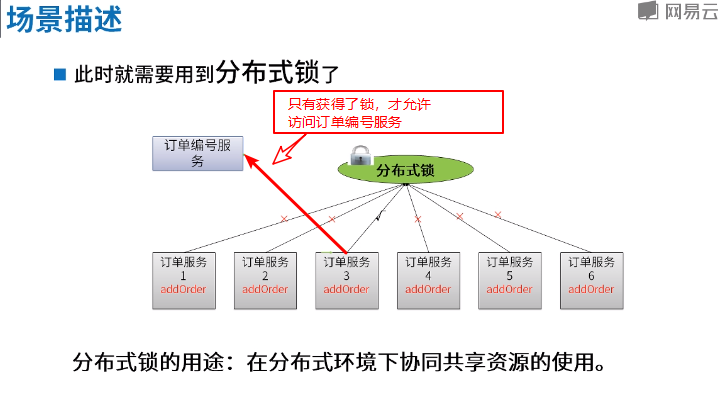 场景描述
网易云
此时就需要用到分布式锁了
只有获得了锁，才允许
访问订单编号服务
订单编号服
务
分布式锁
订单服务
1
addOrder
订单服务
2
addOrder
订单服务
3
addOrder
订单服务
4
addOrder
订单服务
5
addOrder
订单服务
6
addOrder
分布式锁的用途：在分布式环境下协同共享资源的使用。